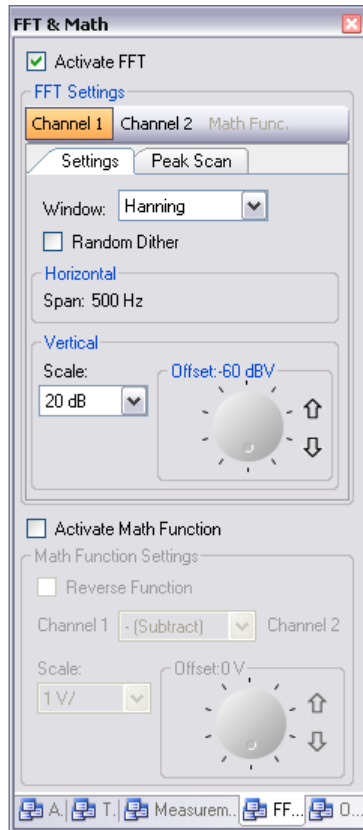 FFT & Math
Activate FFT
FFT Settings
Channel 1 Channel 2 Math Func.
Settings Peak Scan
Window: Hanning
Random Dither
Horizontal
Span: 500 Hz
Vertical
Scale: Offset:-60 dBV
20 dB
Activate Math Function
Math Function Settings
Reverse Function
Channel 1 - (Subtract) Channel 2
Scale: Offset:0 V
1 V/
A. T. Measurem.. FF... O...